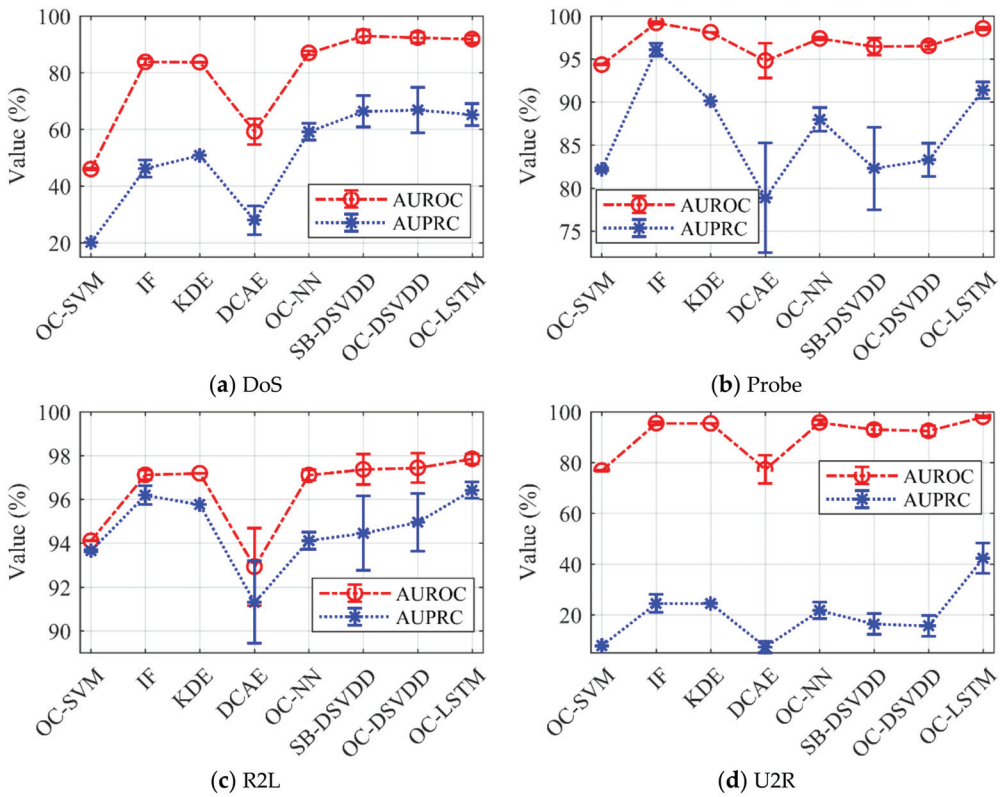 100
80
60
40
20
Value (%)
AUROC
AUPRC
OC-SVM
IF
KDE
DCAE
OC-NN
SB-DSVDD
OC-DSVDD
OC-LSTM
(a) DoS
100
95
90
85
80
75
Value (%)
AUROC
AUPRC
OC-SVM
IF
KDE
DCAE
OC-NN
SB-DSVDD
OC-DSVDD
OC-LSTM
(b) Probe
100
98
96
94
92
90
Value (%)
AUROC
AUPRC
OC-SVM
IF
KDE
DCAE
OC-NN
SB-DSVDD
OC-DSVDD
OC-LSTM
(c) R2L
100
80
60
40
20
Value (%)
AUROC
AUPRC
OC-SVM
IF
KDE
DCAE
OC-NN
SB-DSVDD
OC-DSVDD
OC-LSTM
(d) U2R